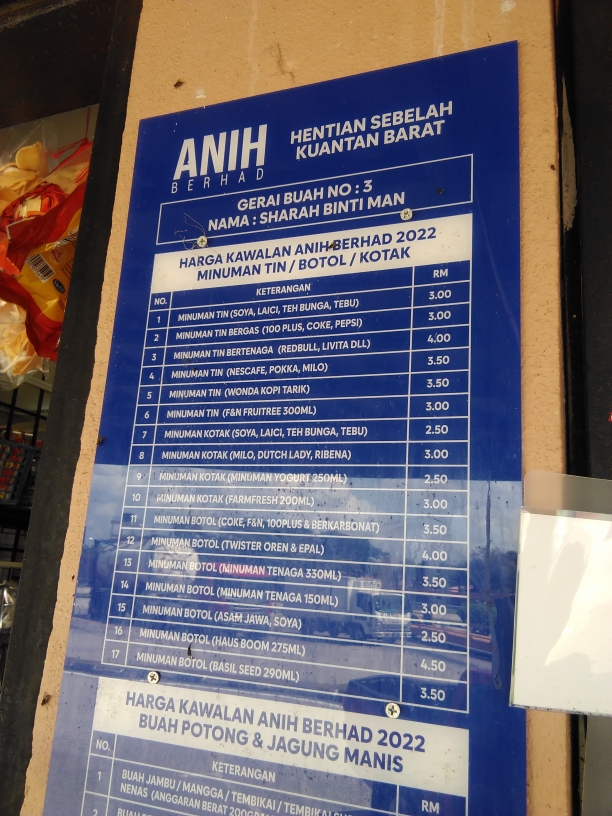 ANIH
BERHAD
HENTIAN SEBELAH
KUANTAN BARAT
GERAI BUAH NO : 3
NAMA : SHARAH BINTI MAN
HARGA KAWALAN ANIH BERHAD 2022
MINUMAN TIN / BOTOL / KOTAK
NO. KETERANGAN RM
1 MINUMAN TIN (SOYA, LAICI, TEH BUNGA, TEBU) 3.00
2 MINUMAN TIN BERGAS (100 PLUS, COKE, PEPSI) 3.00
3 MINUMAN TIN BERTENAGA (REDBULL, LIVITA DLL) 4.00
4 MINUMAN TIN (NESCAFE, POKKA, MILO) 3.50
5 MINUMAN TIN (WONDA KOPI TARIK) 3.50
6 MINUMAN TIN (F&N FRUITREE 300ML) 3.00
7 MINUMAN KOTAK (SOYA, LAICI, TEH BUNGA, TEBU) 2.50
8 MINUMAN KOTAK (MILO, DUTCH LADY, RIBENA) 3.00
9 MINUMAN KOTAK (MINUMAN YOGURT 250ML) 2.50
10 MINUMAN KOTAK (FARMFRESH 200ML) 3.00
11 MINUMAN BOTOL (COKE, F&N, 100PLUS & BERKARBONAT) 3.50
12 MINUMAN BOTOL (TWISTER OREN & EPAL) 4.00
13 MINUMAN BOTOL (MINUMAN TENAGA 330ML) 3.50
14 MINUMAN BOTOL (MINUMAN TENAGA 150ML) 3.00
15 MINUMAN BOTOL (ASAM JAWA, SOYA) 2.50
16 MINUMAN BOTOL (HAUS BOOM 275ML) 4.50
17 MINUMAN BOTOL (BASIL SEED 290ML) 3.50
HARGA KAWALAN ANIH BERHAD 2022
BUAH POTONG & JAGUNG MANIS
NO. KETERANGAN RM
1 BUAH JAMBU / MANGGA / TEMBIKAI / TEMBIKAI
NENAS (ANGGARAN BERAT
2 BUAH